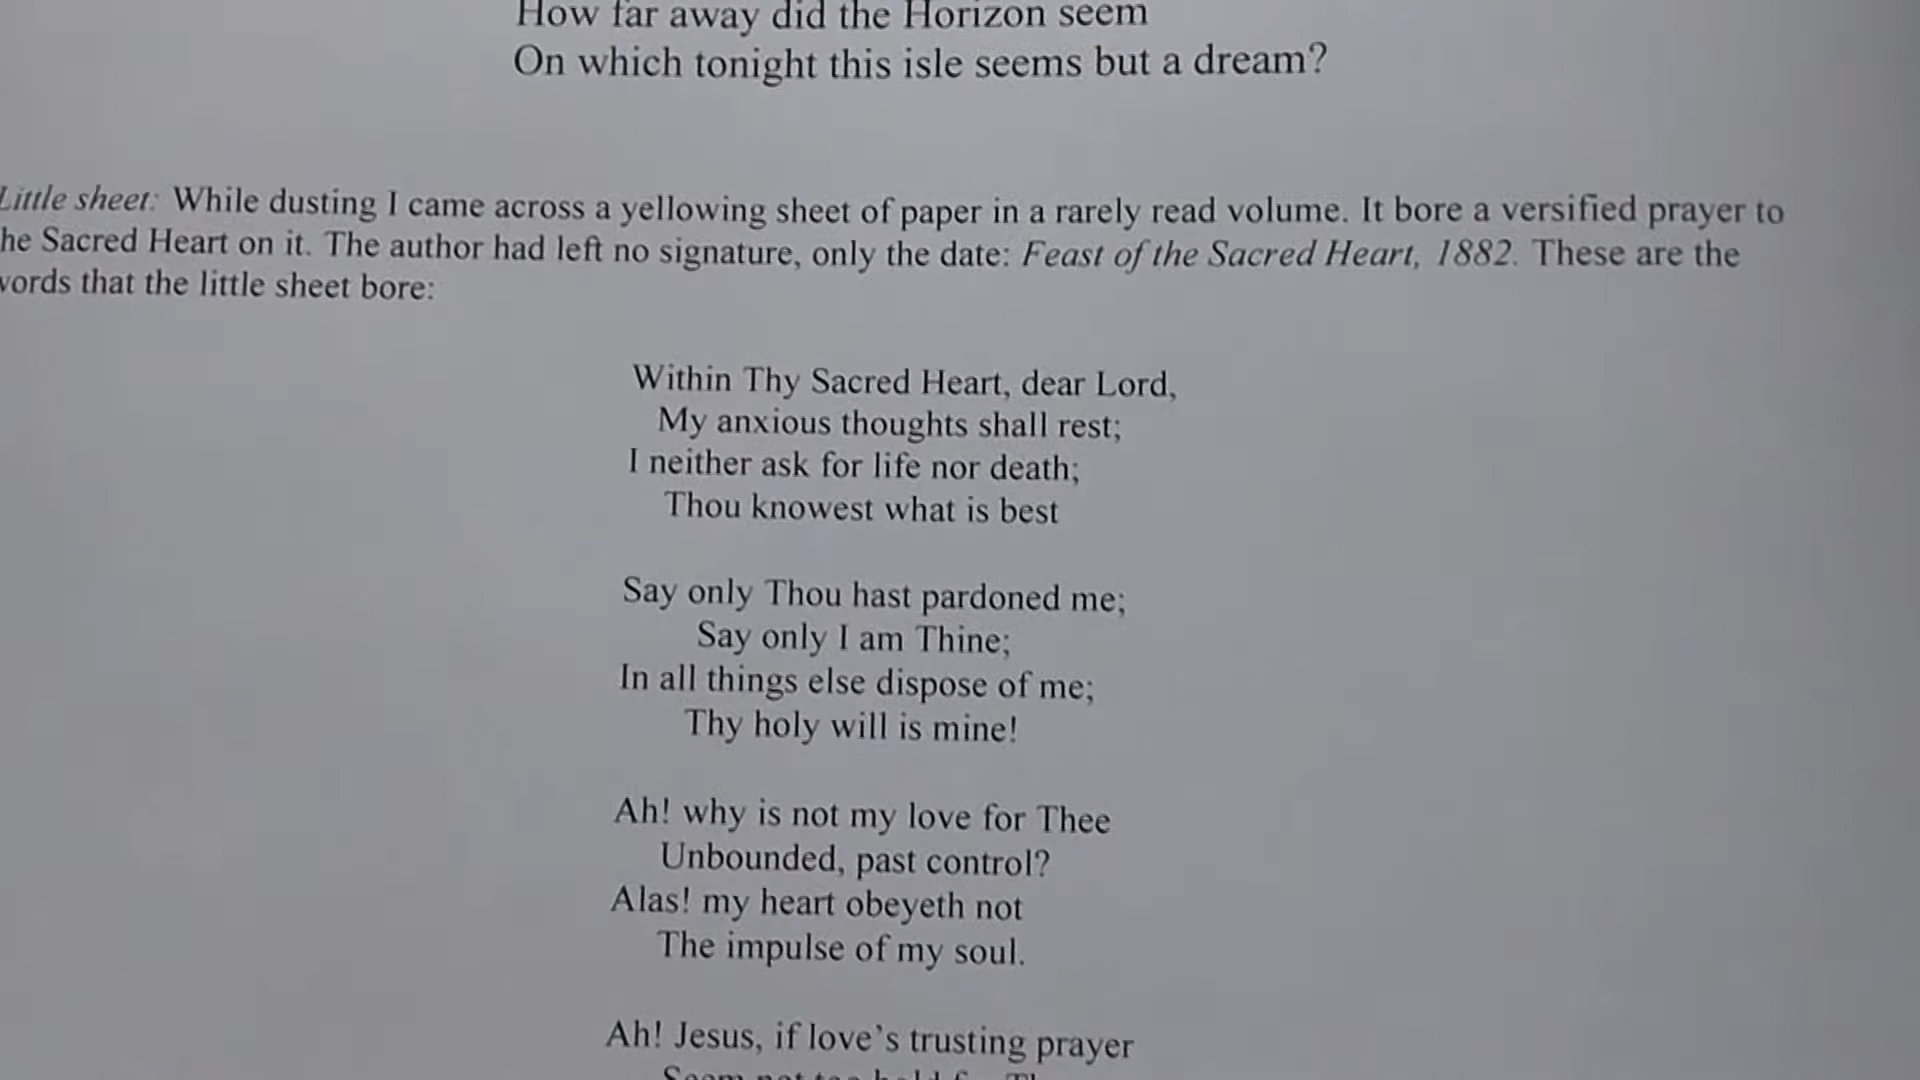 How far away did the Horizon seem
On which tonight this isle seems but a dream?
Little sheet: While dusting I came across a yellowing sheet of paper in a rarely read volume. It bore a versified prayer to
he Sacred Heart on it. The author had left no signature, only the date: Feast of the Sacred Heart, 1882. These are the
words that the little sheet bore:
Within Thy Sacred Heart, dear Lord,
My anxious thoughts shall rest;
I neither ask for life nor death;
Thou knowest what is best
Say only Thou hast pardoned me;
Say only I am Thine;
In all things else dispose of me;
Thy holy will is mine!
Ah! why is not my love for Thee
Unbounded, past control?
Alas! my heart obeyeth not
The impulse of my soul.
Ah! Jesus, if love's trusting prayer
Seem not too bold